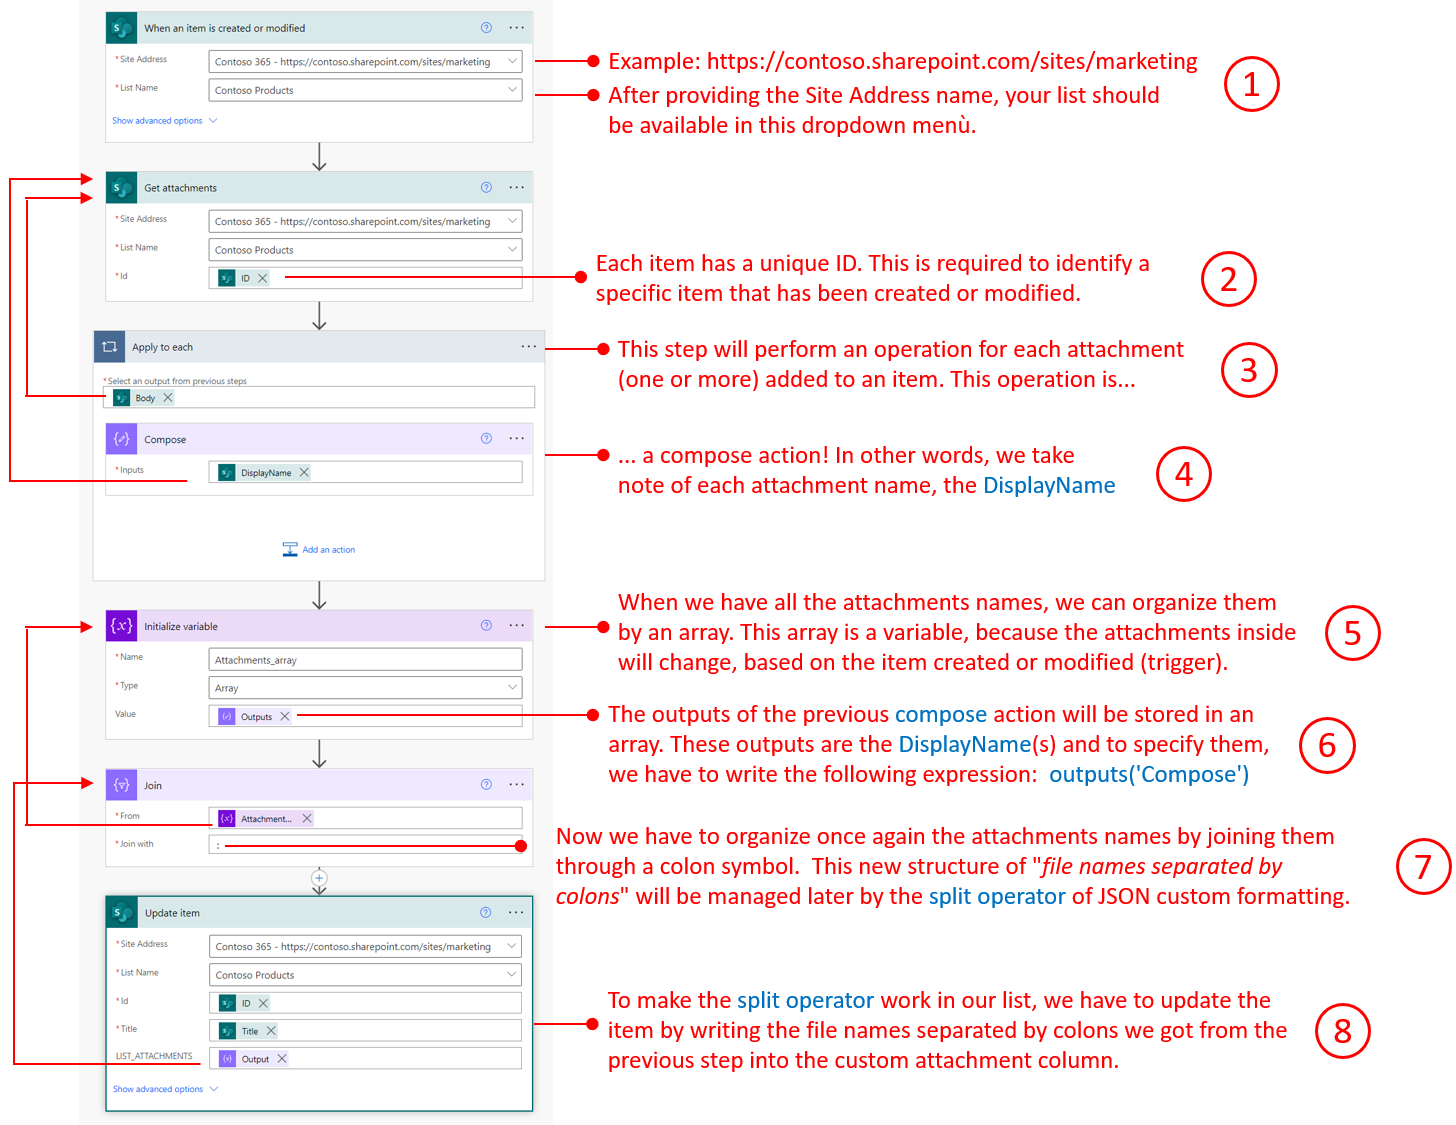 When an item is created or modified
* Site Address
Contoso 365 - https://contoso.sharepoint.com/sites/marketing
* List Name
Contoso Products
Show advanced options
Example: https://contoso.sharepoint.com/sites/marketing
After providing the Site Address name, your list should
be available in this dropdown menù.
1
Get attachments
* Site Address
Contoso 365 - https://contoso.sharepoint.com/sites/marketing
* List Name
Contoso Products
* Id
ID
Each item has a unique ID. This is required to identify a
specific item that has been created or modified.
2
Apply to each
* Select an output from previous steps
Body
This step will perform an operation for each attachment
(one or more) added to an item. This operation is...
3
Compose
* Inputs
DisplayName
... a compose action! In other words, we take
note of each attachment name, the DisplayName
4
Add an action
Initialize variable
* Name
Attachments_array
* Type
Array
Value
Outputs
When we have all the attachments names, we can organize them
by an array. This array is a variable, because the attachments inside
will change, based on the item created or modified (trigger).
5
The outputs of the previous compose action will be stored in an
array. These outputs are the DisplayName(s) and to specify them,
we have to write the following expression: outputs('Compose')
6
Join
* From
Attachment...
* Join with
:
Now we have to organize once again the attachments names by joining them
through a colon symbol. This new structure of "file names separated by
colons" will be managed later by the split operator of JSON custom formatting.
7
Update item
* Site Address
Contoso 365 - https://contoso.sharepoint.com/sites/marketing
* List Name
Contoso Products
* Id
ID
* Title
Title
LIST_ATTACHMENTS
Output
Show advanced options
To make the split operator work in our list, we have to update the
item by writing the file names separated by colons we got from the
previous step into the custom attachment column.
8